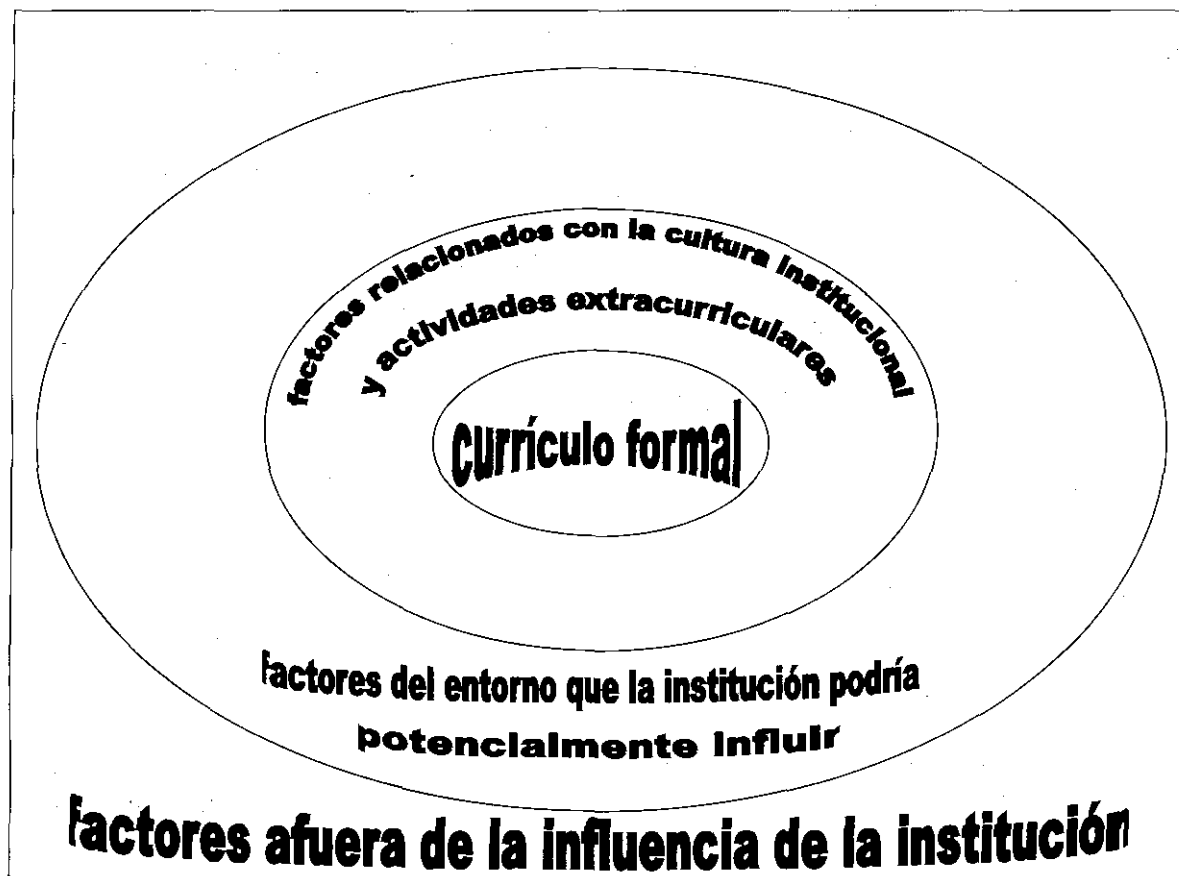 factores relacionados con la cultura institucional
y actividades extracurriculares
currículo formal
Factores del entorno que la institución podría
potencialmente influir
Factores afuera de la influencia de la institución